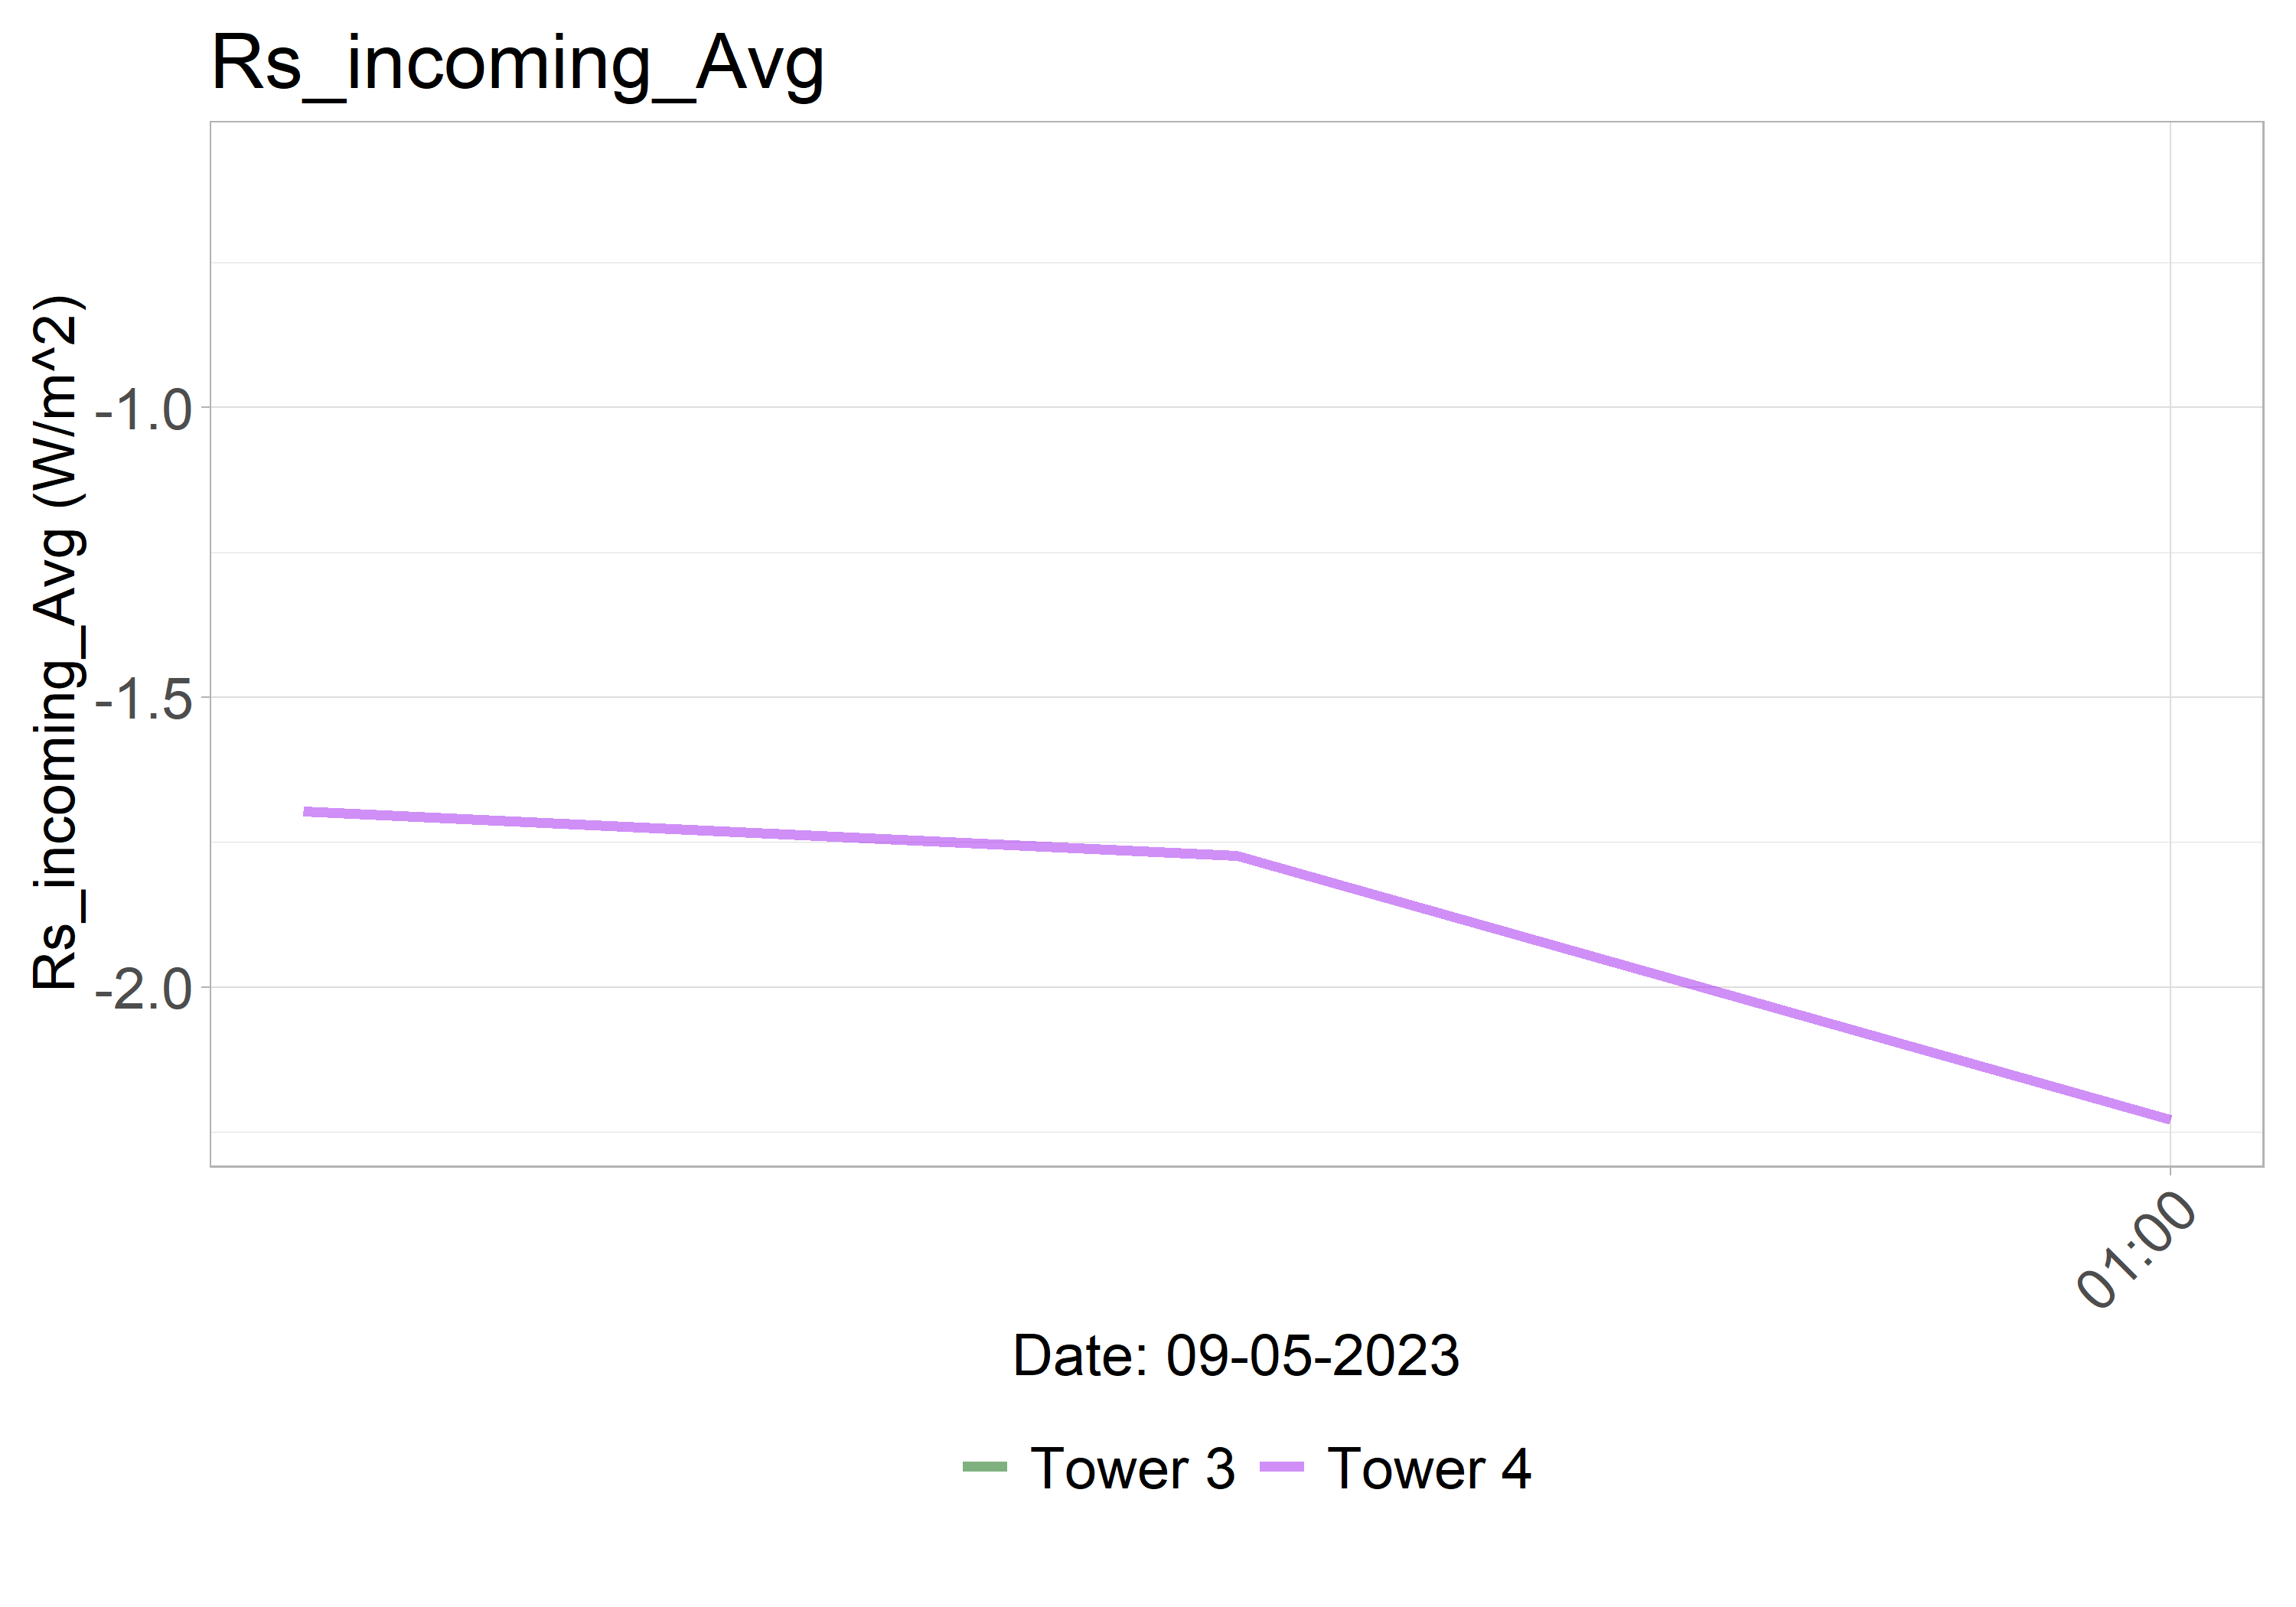 Rs_incoming_Avg
Rs_incoming_Avg (W/m^2)
-1.0
-1.5
-2.0
01:00
Date: 09-05-2023
Tower 3 Tower 4